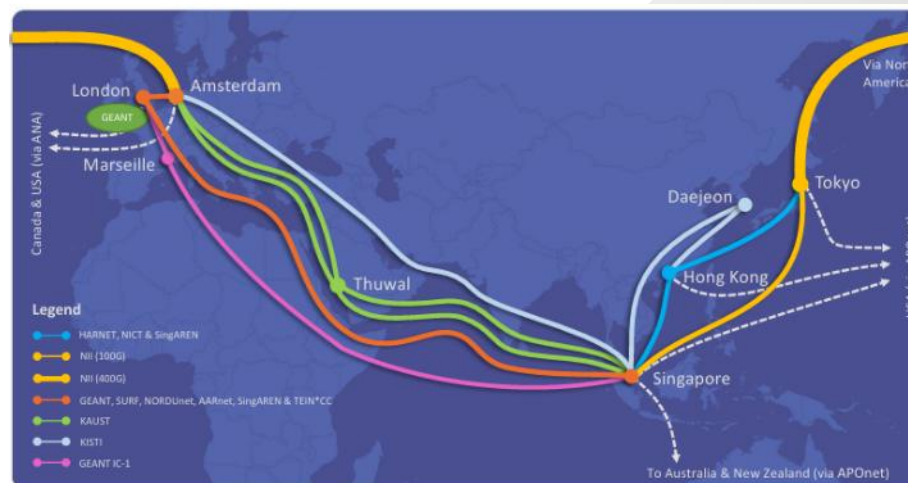 London
Amsterdam
GEANT
Marseille
Canada & USA (via ANA)
Via Nor
America
Tokyo
Daejeon
Hong Kong
Thuwal
Singapore
Legend
HARNET, NICT & SingAREN
NII (100G)
NII (400G)
GEANT, SURF, NORDUnet, AARnet, SingAREN & TEIN*CC
KAUST
KISTI
GEANT IC-1
To Australia & New Zealand (via APOnet)